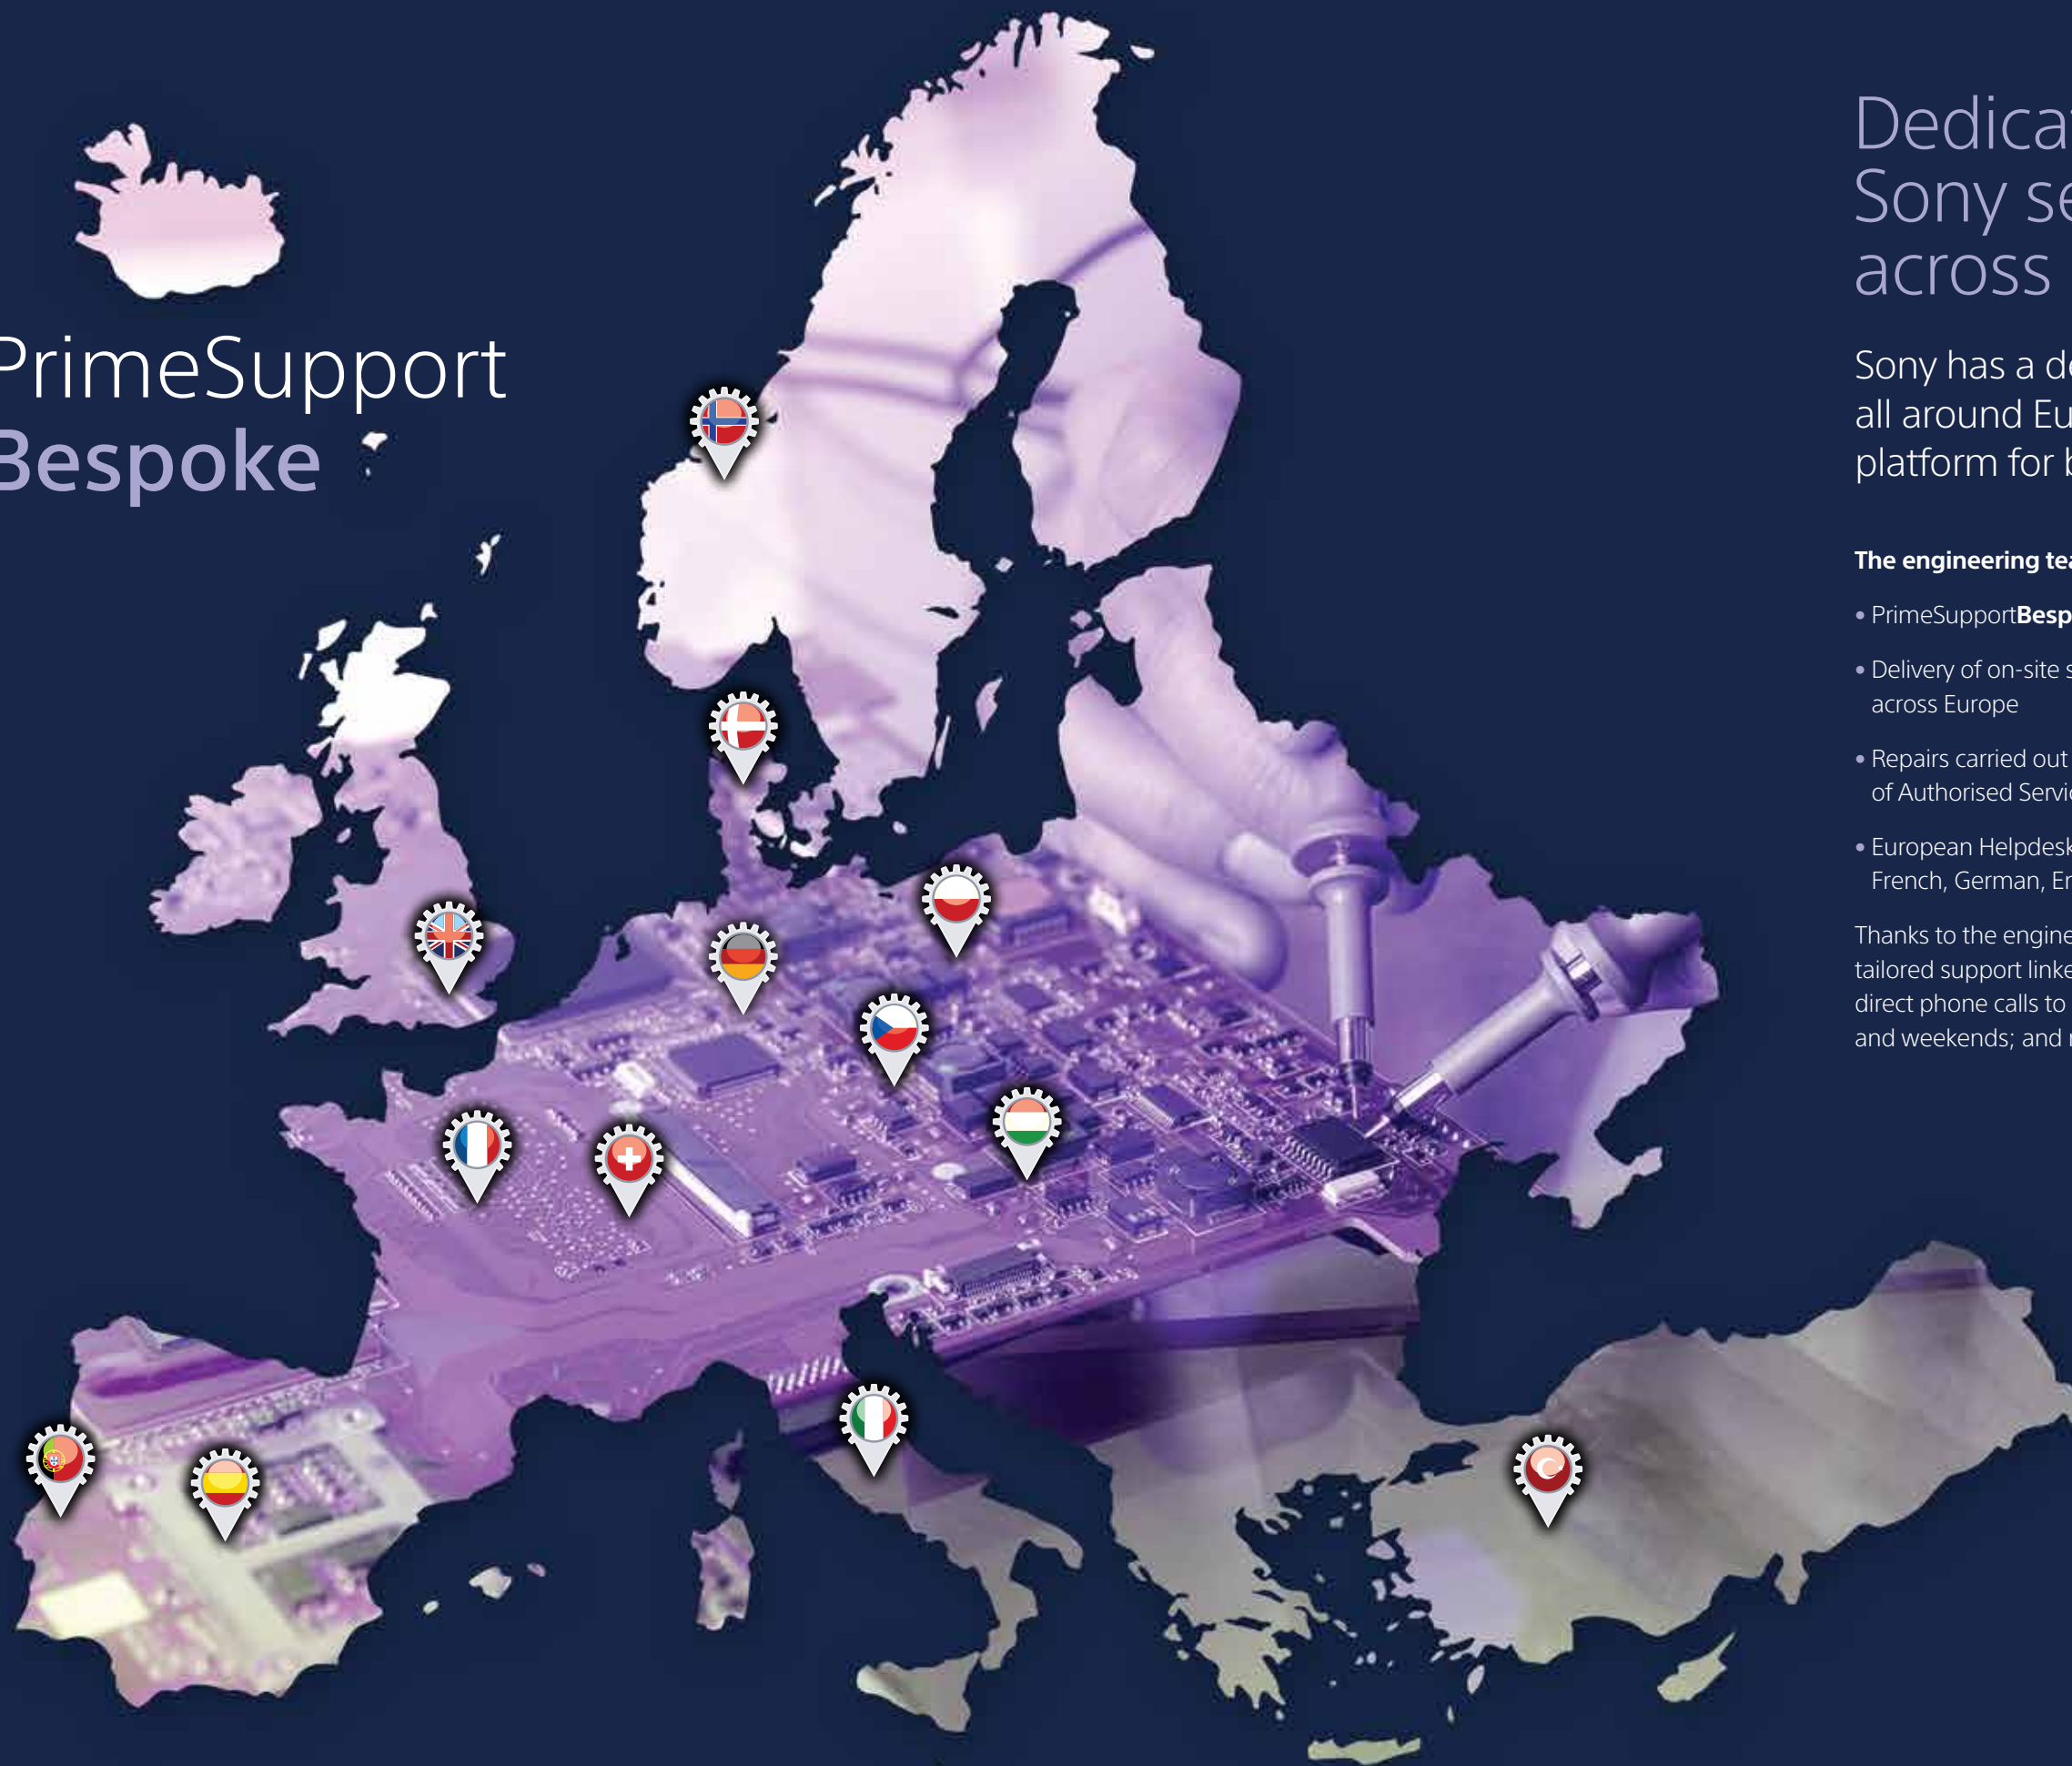 PrimeSupport
Bespoke
Dedicat
Sony se
across
Sony has a de
all around Eu
platform for b
The engineering tea
• PrimeSupportBesp
• Delivery of on-site s
across Europe
• Repairs carried out
of Authorised Servic
• European Helpdesk
French, German, En
Thanks to the engine
tailored support linke
direct phone calls to
and weekends; and r